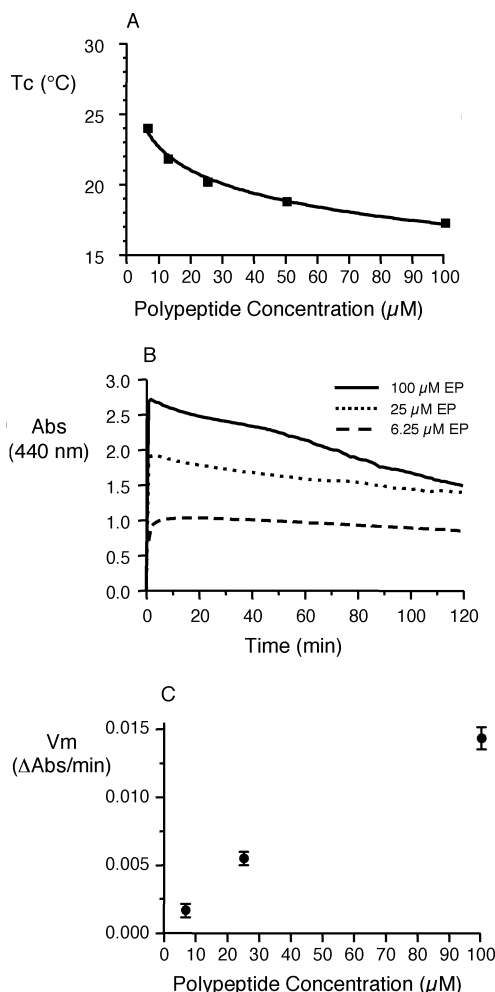 A
30
Tc (°C)
25
20
15
0 10 20 30 40 50 60 70 80 90 100
Polypeptide Concentration (µM)
B
3.0
100 µM EP
2.5
25 µM EP
Abs
(440 nm)
6.25 µM EP
2.0
1.5
1.0
0.5
0.0
0 20 40 60 80 100 120
Time (min)
C
Vm
(ΔAbs/min)
0.015
0.010
0.005
0.000
0 10 20 30 40 50 60 70 80 90 100
Polypeptide Concentration (µM)